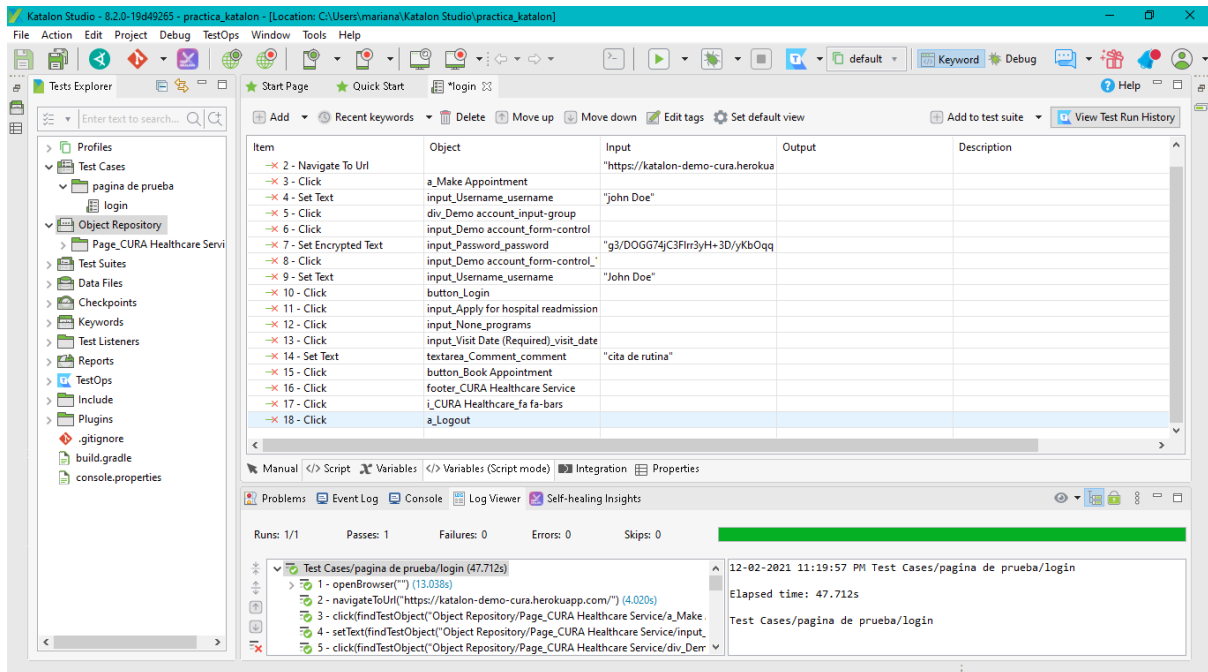 Katalon Studio - 8.2.0-19d49265 - practica_katalon - [Location: C:\Users\mariana\Katalon Studio\practica_katalon]
File Action Edit Project Debug TestOps Window Tools Help
default Keyword Debug
Tests Explorer
Start Page Quick Start *login Help
Enter text to search...
Add Recent keywords Delete Move up Move down Edit tags Set default view Add to test suite View Test Run History
Profiles
Test Cases
pagina de prueba
login
Object Repository
Page_CURA Healthcare Servi
Test Suites
Data Files
Checkpoints
Keywords
Test Listeners
Reports
TestOps
Include
Plugins
.gitignore
build.gradle
console.properties
Item Object Input Output Description
2 - Navigate To Url "https://katalon-demo-cura.herokua
3 - Click a_Make Appointment
4 - Set Text input_Username_username "john Doe"
5 - Click div_Demo account_input-group
6 - Click input_Demo account_form-control
7 - Set Encrypted Text input_Password_password
8 - Click input_Demo account_form-control_
9 - Set Text input_Username_username "John Doe"
10 - Click button_Login
11 - Click input_Apply for hospital readmission
12 - Click input_None_programs
13 - Click input_Visit Date (Required)_visit_date
14 - Set Text textarea_Comment_comment "cita de rutina"
15 - Click button_Book Appointment
16 - Click footer_CURA Healthcare Service
17 - Click i_CURA Healthcare_fa fa-bars
18 - Click a_Logout
Manual </> Script Variables </> Variables (Script mode) Integration Properties
Problems Event Log Console Log Viewer Self-healing Insights
Runs: 1/1 Passes: 1 Failures: 0 Errors: 0 Skips: 0
Test Cases/pagina de prueba/login (47.712s)
1 - openBrowser("") (13.038s)
2 - navigateToUrl("https://katalon-demo-cura.herokuapp.com/") (4.020s)
3 - click(findTestObject("Object Repository/Page_CURA Healthcare Service/a_Make
4 - setText(findTestObject("Object Repository/Page_CURA Healthcare Service/input_
5 - click(findTestObject("Object Repository/Page_CURA Healthcare Service/div_Dem
12-02-2021 11:19:57 PM Test Cases/pagina de prueba/login
Elapsed time: 47.712s
Test Cases/pagina de prueba/login